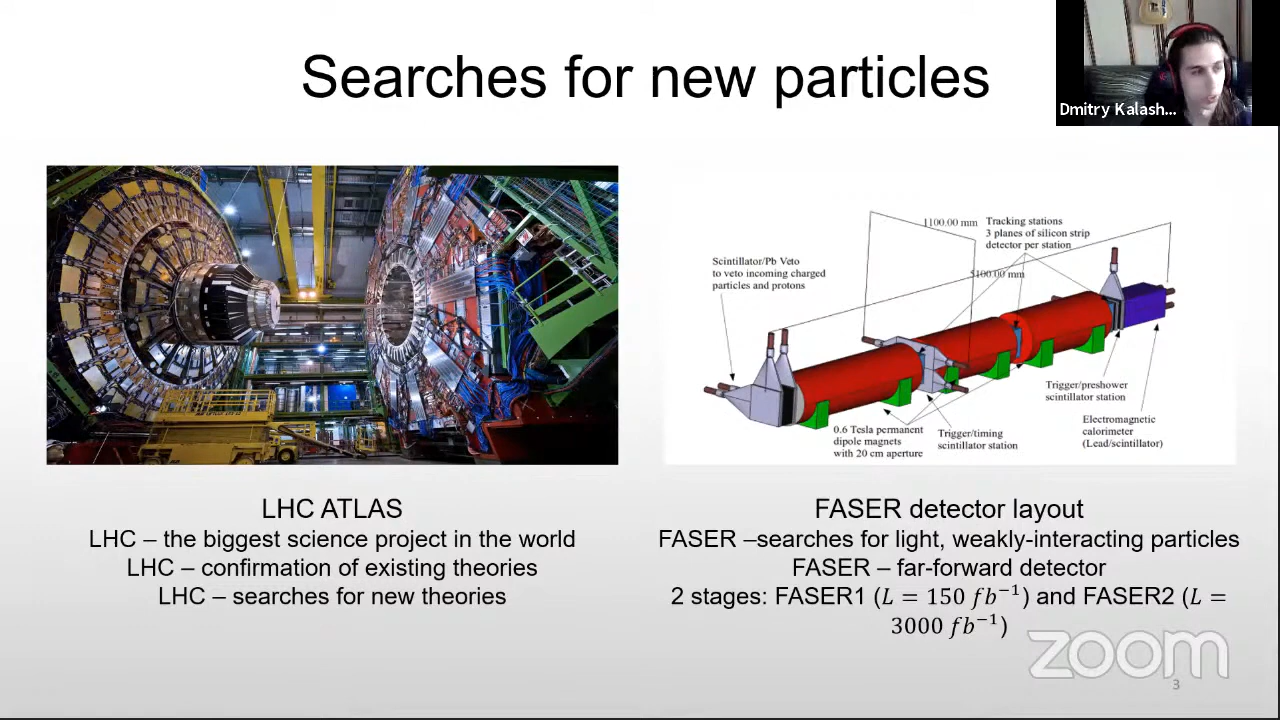 Searches for new particles
Dmitry Kalash...
1100.00 mm
Tracking stations
3 planes of silicon strip
detector per station
5100.00 mm
Scintillator/Pb Veto
to veto incoming charged
particles and protons
Trigger/preshower
scintillator station
Electromagnetic
calorimeter
(Lead/scintillator)
0.6 Tesla permanent
dipole magnets
with 20 cm aperture
Trigger/timing
scintillator station
LHC ATLAS
LHC – the biggest science project in the world
LHC – confirmation of existing theories
LHC – searches for new theories
FASER detector layout
FASER –searches for light, weakly-interacting particles
FASER – far-forward detector
2 stages: FASER1 (L = 150 fb⁻¹) and FASER2 (L =
3000 fb⁻¹)
zoom
3